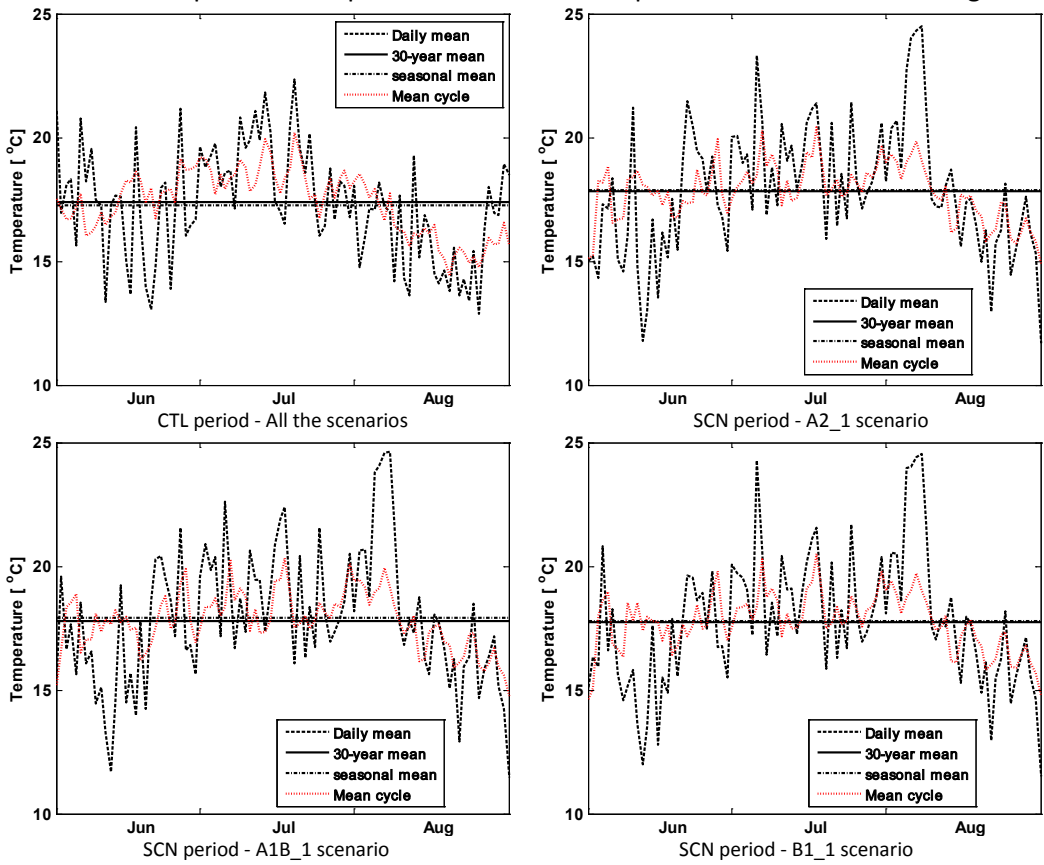 25
20
15
10
Temperature [ °C]
Daily mean
30-year mean
seasonal mean
Mean cycle
Jun Jul Aug
CTL period - All the scenarios
25
20
15
10
Temperature [ °C]
Daily mean
30-year mean
seasonal mean
Mean cycle
Jun Jul Aug
SCN period - A2_1 scenario
25
20
15
10
Temperature [ °C]
Daily mean
30-year mean
seasonal mean
Mean cycle
Jun Jul Aug
SCN period - A1B_1 scenario
25
20
15
10
Temperature [ °C]
Daily mean
30-year mean
seasonal mean
Mean cycle
Jun Jul Aug
SCN period - B1_1 scenario